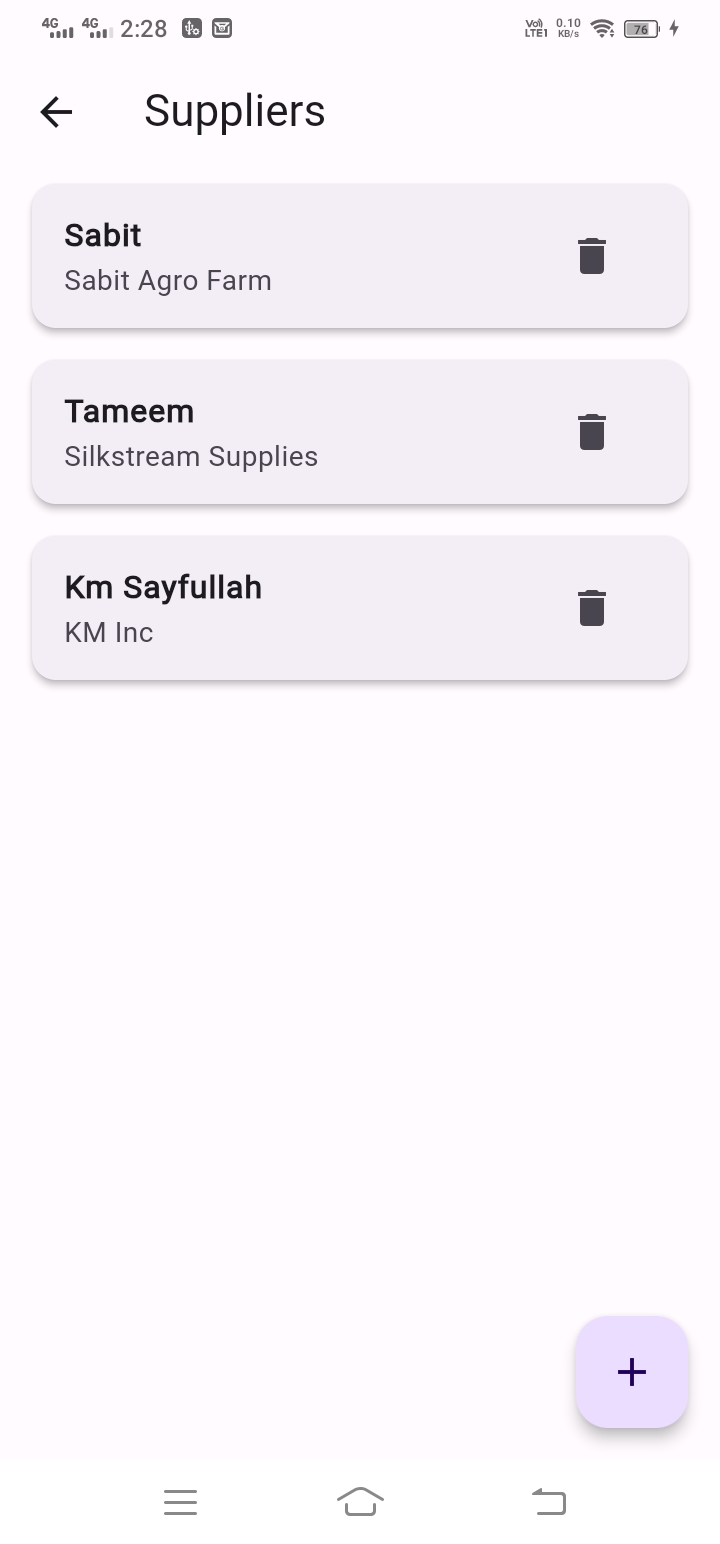 4G 4G 2:28 Vo) LTE1 0.10 KB/s 76
Suppliers
Sabit
Sabit Agro Farm
Tameem
Silkstream Supplies
Km Sayfullah
KM Inc